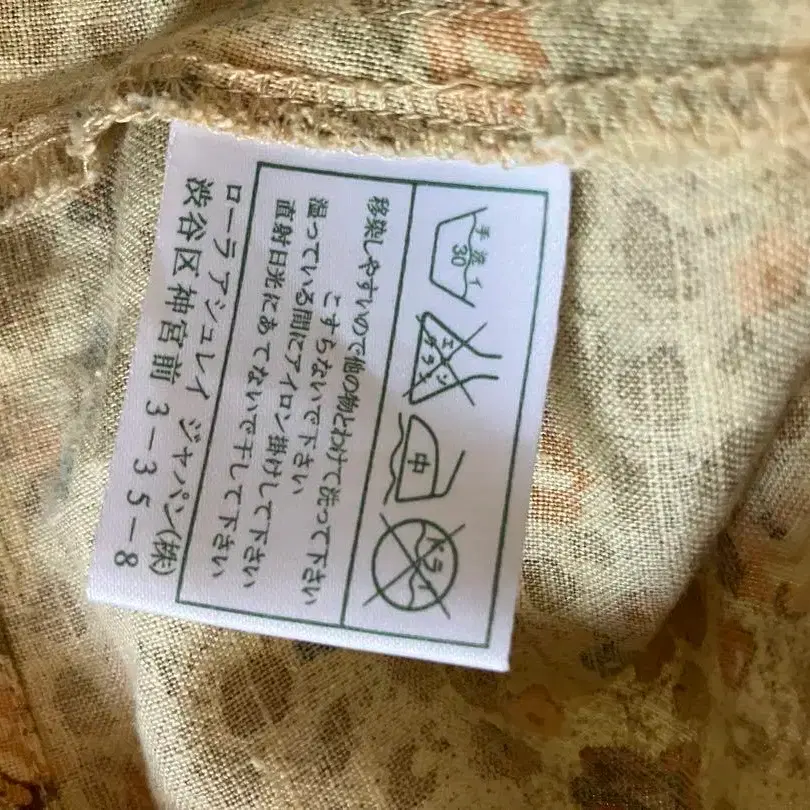 手洗イ
30
エンソ
サラシ
中
ドライ
移染しやすいので他の物とわけて洗って下さい
こすらないで下さい
湿っている間にアイロン掛けして下さい
直射日光にあてないで干して下さい
ローラ アシュレイ ジャパン(株)
渋谷区神宮前 3-35-8